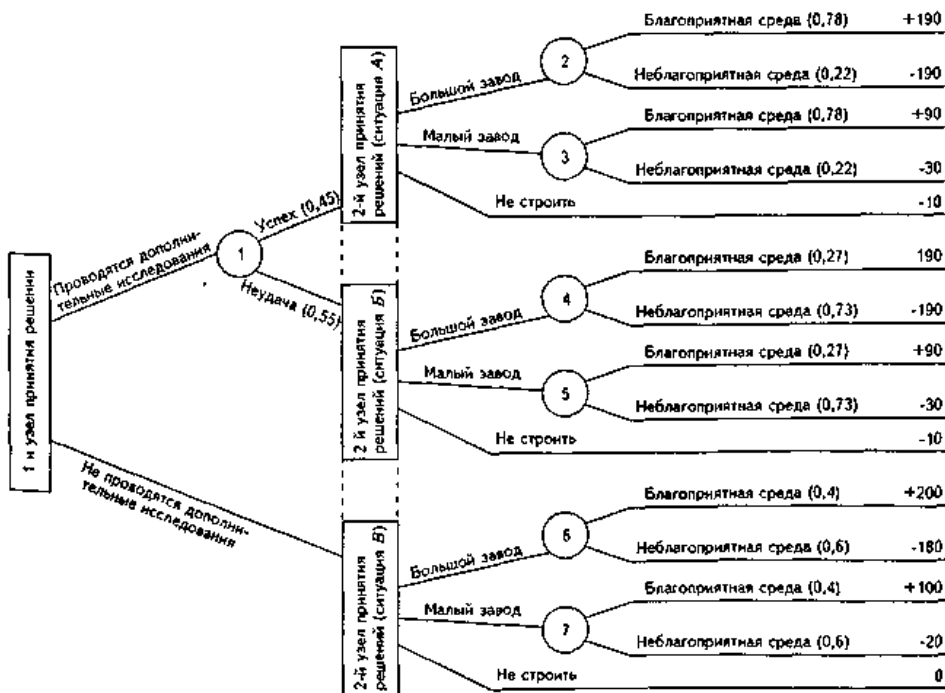 1 и узел принятия решении
Проводятся дополни-
тельные исследования
Не проводятся дополни-
тельные исследования
1
Успех (0,45)
Неудача (0,55)
2-й узел принятия
решений (ситуация А)
Большой завод
2
Благоприятная среда (0,78) +190
Неблагоприятная среда (0,22) -190
Малый завод
3
Благоприятная среда (0,78) +90
Неблагоприятная среда (0,22) -30
Не строить -10
2 й узел принятия
решений (ситуация Б)
Большой завод
4
Благоприятная среда (0,27) 190
Неблагоприятная среда (0,73) -190
Малый завод
5
Благоприятная среда (0,27) +90
Неблагоприятная среда (0,73) -30
Не строить -10
2-й узел принятия
решений (ситуация В)
Большой завод
6
Благоприятная среда (0,4) +200
Неблагоприятная среда (0,6) -180
Малый завод
7
Благоприятная среда (0,4) +100
Неблагоприятная среда (0,6) -20
Не строить 0